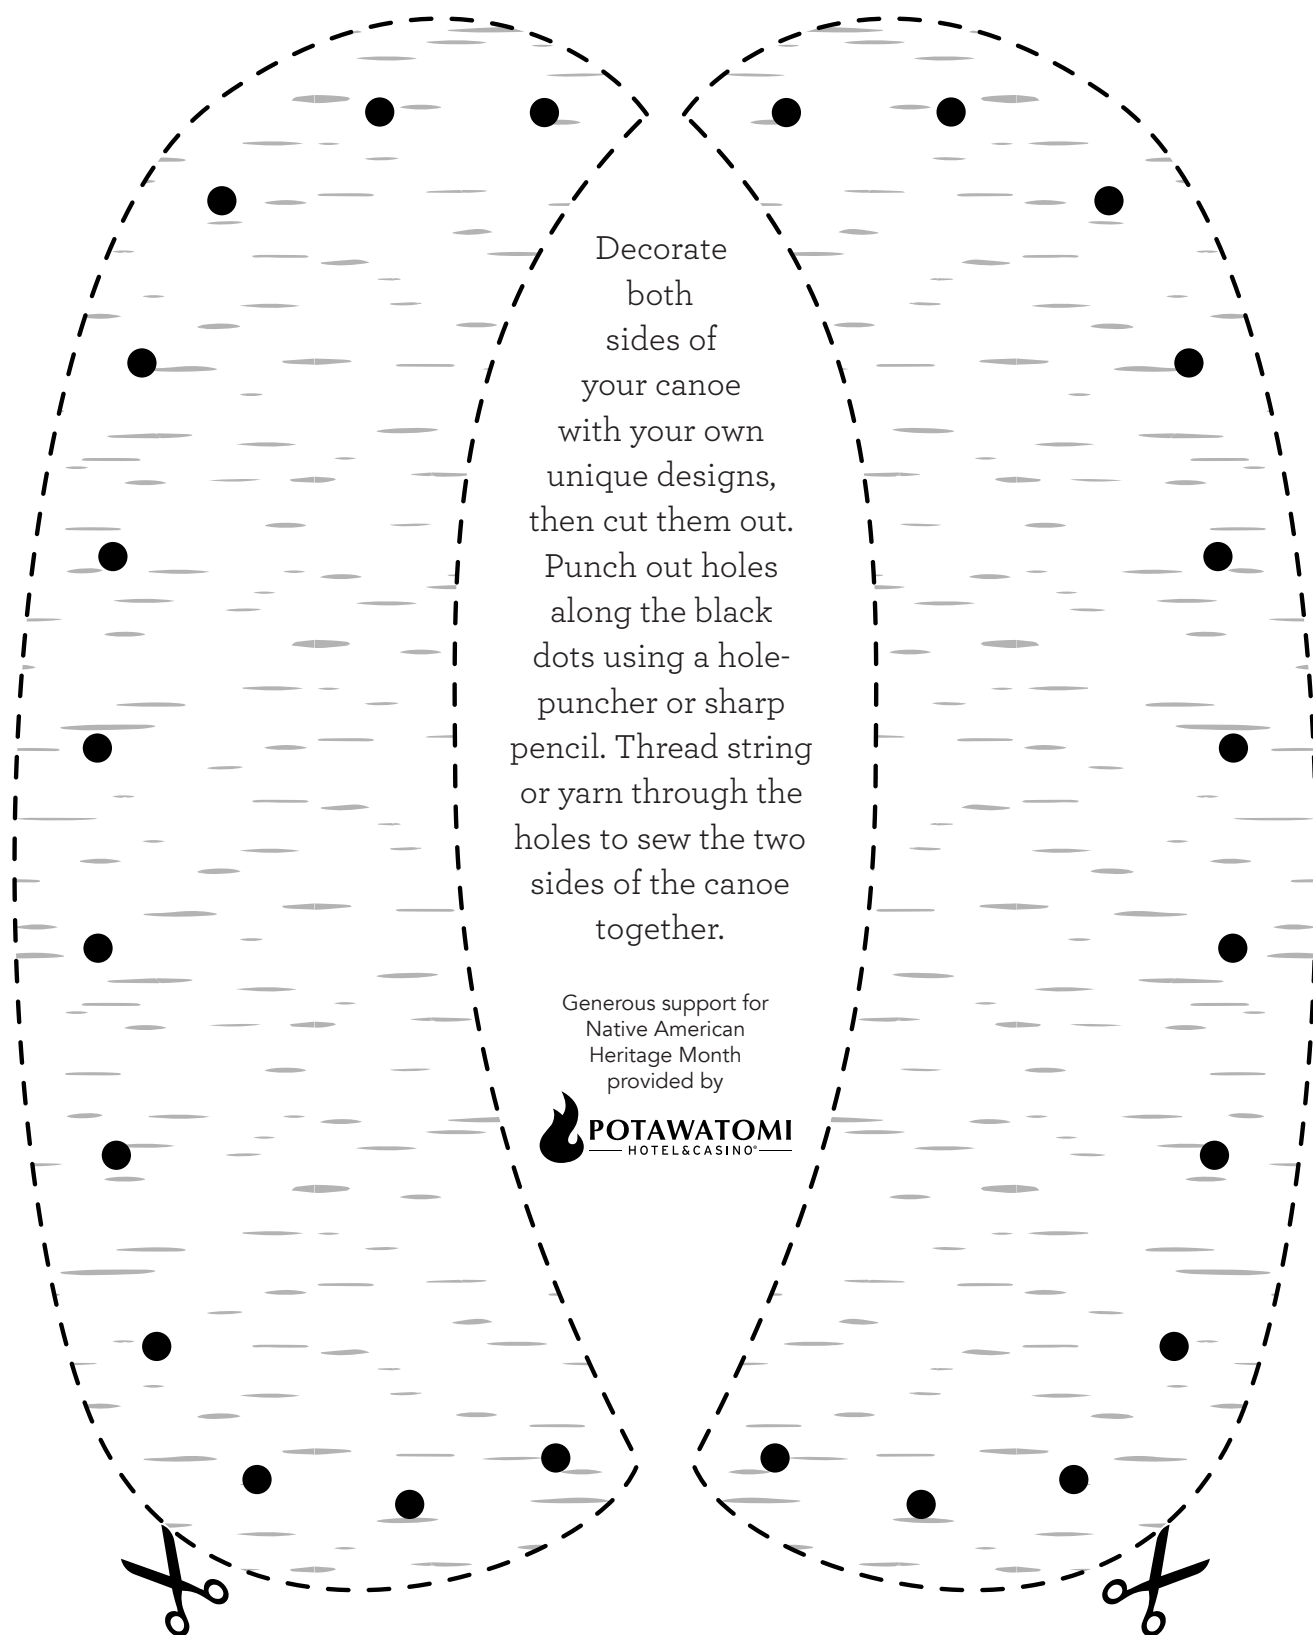 Decorate
both
sides of
your canoe
with your own
unique designs,
then cut them out.
Punch out holes
along the black
dots using a hole-
puncher or sharp
pencil. Thread string
or yarn through the
holes to sew the two
sides of the canoe
together.
Generous support for
Native American
Heritage Month
provided by
POTAWATOMI
HOTEL&CASINO®